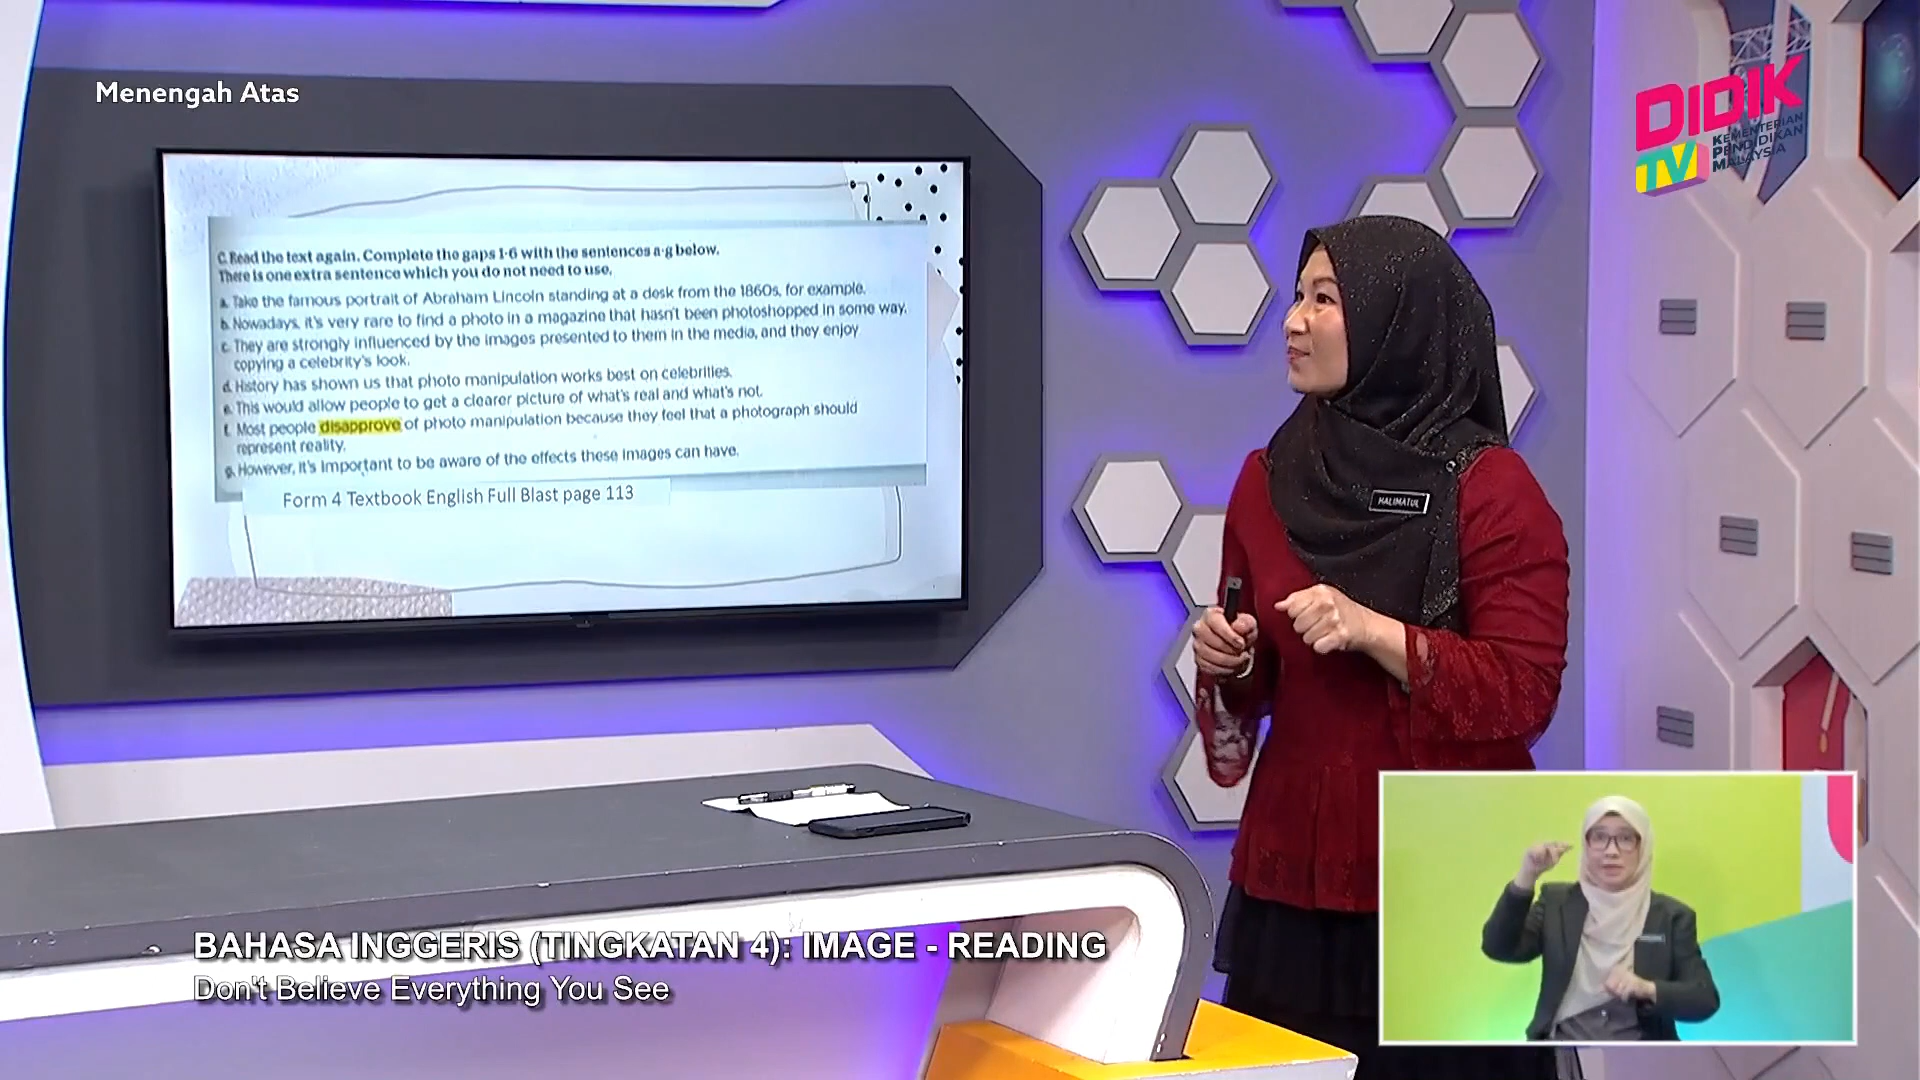 Menengah Atas
DIDIK
TV
KEMENTERIAN
PENDIDIKAN
MALAYSIA
C. Read the text again. Complete the gaps 1-6 with the sentences a-g below.
There is one extra sentence which you do not need to use.
a. Take the famous portrait of Abraham Lincoln standing at a desk from the 1860s, for example.
b. Nowadays, it's very rare to find a photo in a magazine that hasn't been photoshopped in some way.
c. They are strongly influenced by the images presented to them in the media, and they enjoy
copying a celebrity's look.
d. History has shown us that photo manipulation works best on celebrities.
e. This would allow people to get a clearer picture of what's real and what's not.
f. Most people disapprove of photo manipulation because they feel that a photograph should
represent reality.
g. However, it's important to be aware of the effects these images can have.
Form 4 Textbook English Full Blast page 113
HALIMATUL
BAHASA INGGERIS (TINGKATAN 4): IMAGE - READING
Don't Believe Everything You See